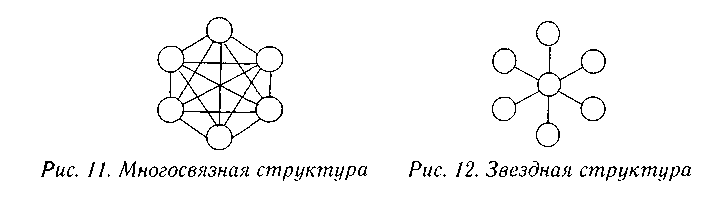 Рис. 11. Многосвязная структура
Рис. 12. Звездная структура